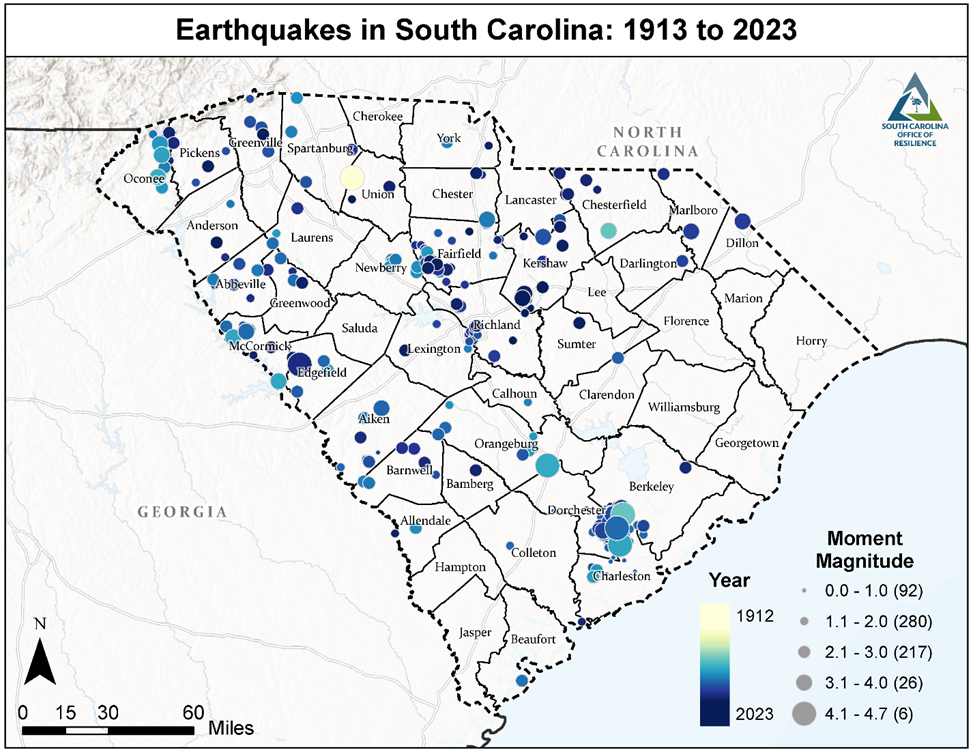 Earthquakes in South Carolina: 1913 to 2023
SOUTH CAROLINA
OFFICE OF
RESILIENCE
NORTH
CAROLINA
Cherokee
York
Greenville
Spartanburg
Pickens
Oconee
Union
Chester
Lancaster
Chesterfield
Marlboro
Anderson
Laurens
Dillon
Fairfield
Newberry
Kershaw
Darlington
Abbeville
Greenwood
Lee
Marion
Saluda
Richland
Florence
Horry
McCormick
Lexington
Sumter
Edgefield
Calhoun
Clarendon
Williamsburg
Aiken
Orangeburg
Georgetown
Barnwell
Bamberg
Berkeley
GEORGIA
Dorchester
Allendale
Colleton
Hampton
Charleston
Jasper
Beaufort
Year
1912
2023
Moment
Magnitude
0.0 - 1.0 (92)
1.1 - 2.0 (280)
2.1 - 3.0 (217)
3.1 - 4.0 (26)
4.1 - 4.7 (6)
N
0 15 30 60
Miles